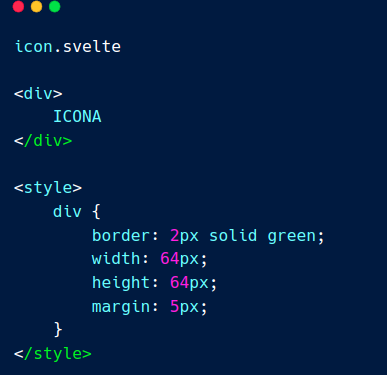 icon.svelte
<div>
    ICONA
</div>
<style>
    div {
        border: 2px solid green;
        width: 64px;
        height: 64px;
        margin: 5px;
    }
</style>